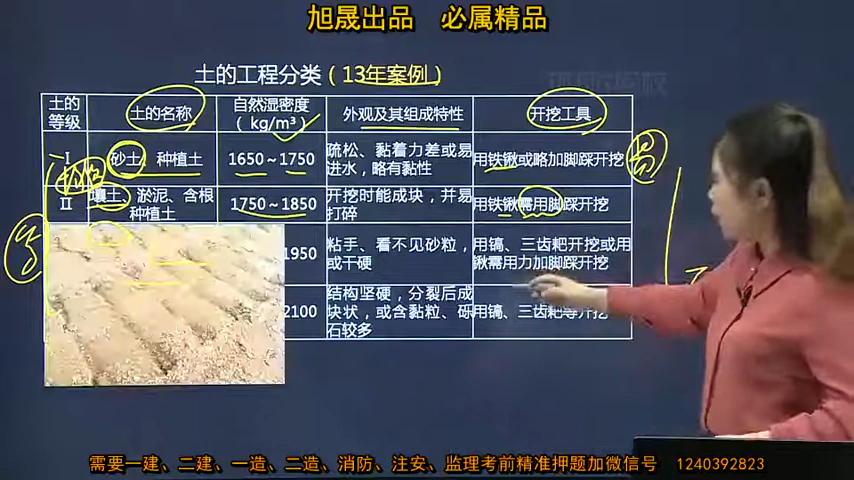 旭晟出品 必属精品
土的工程分类（13年案例）
土的等级 土的名称 自然湿密度（kg/m³） 外观及其组成特性 开挖工具
I 砂土、种植土 1650～1750 疏松、黏着力差或易进水，略有黏性 用铁锹或略加脚踩开挖
II 壤土、淤泥、含根种植土 1750～1850 开挖时能成块，并易打碎 用铁锹需用脚踩开挖
1950 粘手、看不见砂粒，或干硬 用镐、三齿耙开挖或用锹需用力加脚踩开挖
2100 结构坚硬，分裂后成块状，或含黏粒、砾石较多 用镐、三齿耙等开挖
需要一建、二建、一造、二造、消防、注安、监理考前精准押题加微信号 1240392823